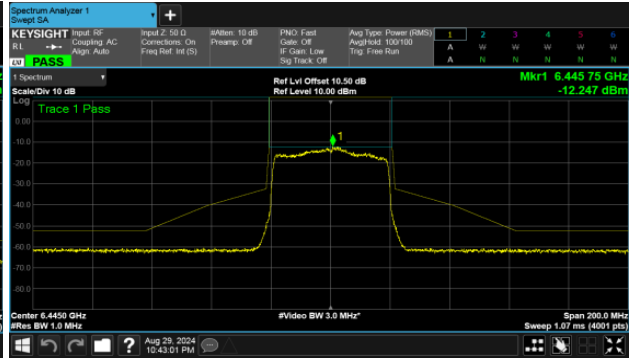 Spectrum Analyzer 1
Swept SA
KEYSIGHT
RL
PASS
Input: RF
Coupling: AC
Align: Auto
Input Z: 50 Ω
Corrections: On
Freq Ref: Int (S)
#Atten: 10 dB
Preamp: Off
PNO: Fast
Gate: Off
IF Gain: Low
Sig Track: Off
Avg Type: Power (RMS)
Avg|Hold: 100/100
Trig: Free Run
1 2 3 4 5 6
A W W W W W
A N N N N N
1 Spectrum
Scale/Div 10 dB
Ref Lvl Offset 10.50 dB
Ref Level 10.00 dBm
Mkr1 6.445 75 GHz
-12.247 dBm
Log
Trace 1 Pass
1
0.00
-10.0
-20.0
-30.0
-40.0
-50.0
-60.0
-70.0
-80.0
Center 6.4450 GHz
#Res BW 1.0 MHz
#Video BW 3.0 MHz*
Span 200.0 MHz
Sweep 1.07 ms (4001 pts)
?
Aug 29, 2024
10:43:01 PM